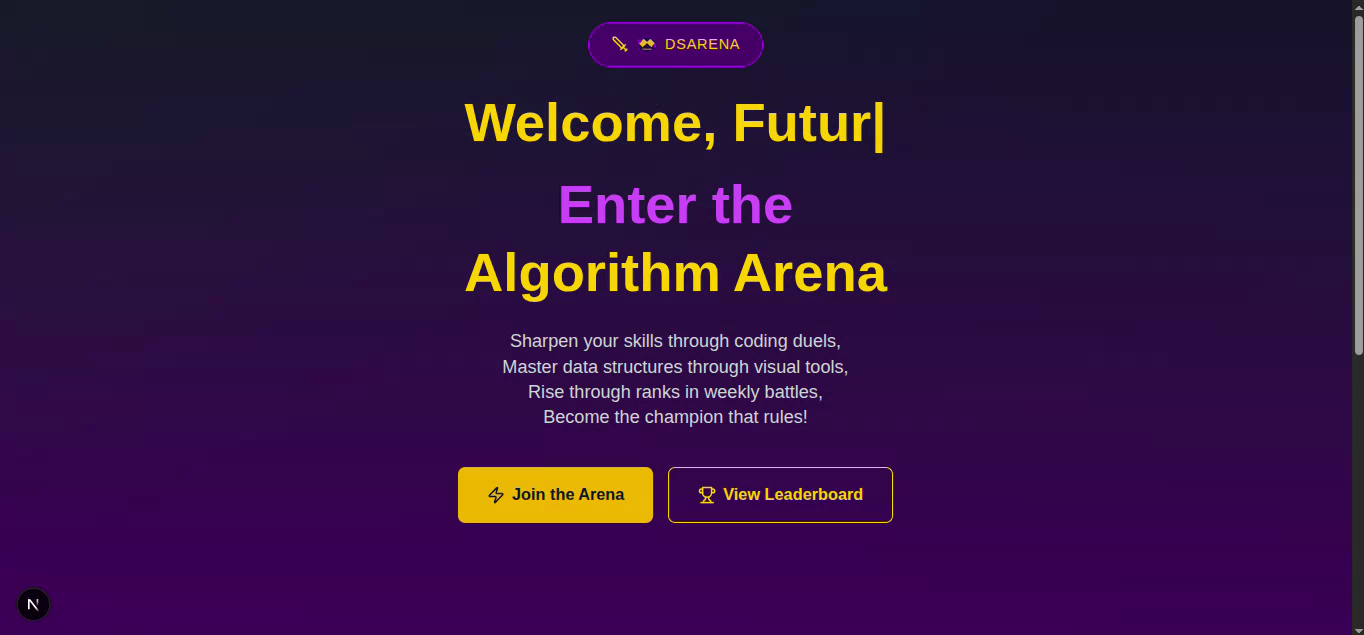 DSARENA
Welcome, Futur|
Enter the
Algorithm Arena
Sharpen your skills through coding duels,
Master data structures through visual tools,
Rise through ranks in weekly battles,
Become the champion that rules!
Join the Arena
View Leaderboard
N